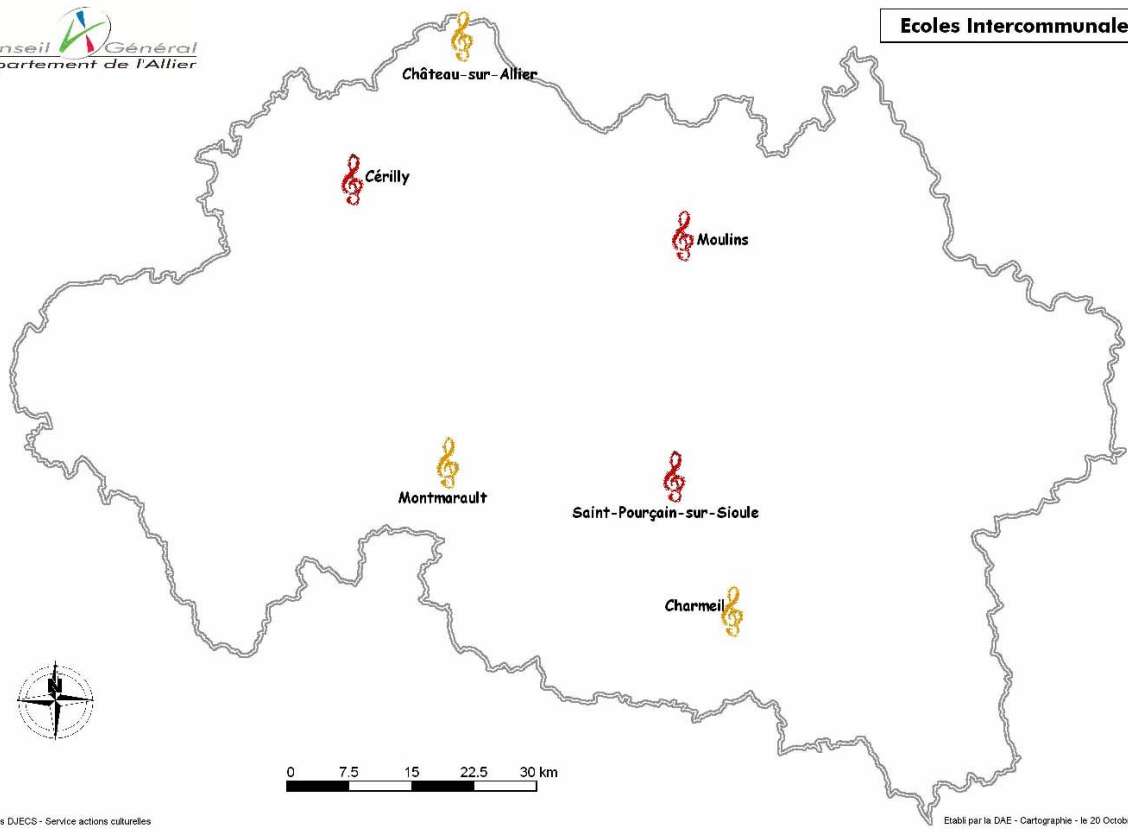 nseil Général
partement de l'Allier
Ecoles Intercommunale
Château-sur-Allier
Cérilly
Moulins
Montmarault
Saint-Pourçain-sur-Sioule
Charmeil
N
0 7.5 15 22.5 30 km
s DJECS - Service actions culturelles
Etabli par la DAE - Cartographie - le 20 Octob